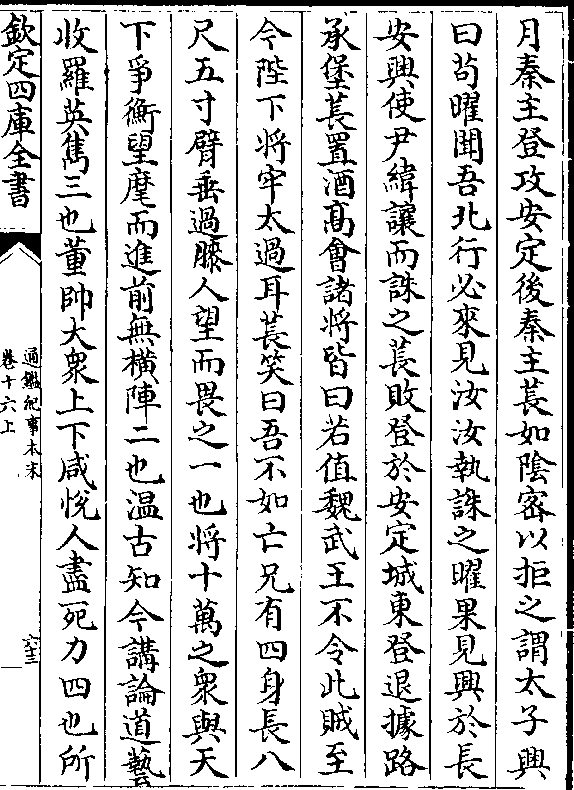 月秦主登攻安定後秦主萇如陰密以拒之謂太子興
曰茍曜聞吾北行必來見汝汝執誅之曜果見興於長
安興使尹緯讓而誅之萇敗登於安定城東登退據路
承堡萇置酒高會諸將皆曰若值魏武王不令此賊至
今陛下將牢太過耳萇笑曰吾不如亡兄有四身長八
尺五寸臂垂過膝人望而畏之一也將十萬之衆與天
下爭衡望麾而進前無橫陣二也温古知今講論道藝
收羅英雋三也董帥大衆上下咸悅人盡死力四也所
欽定四庫全書
通鑑紀事本末
卷十六上
六三